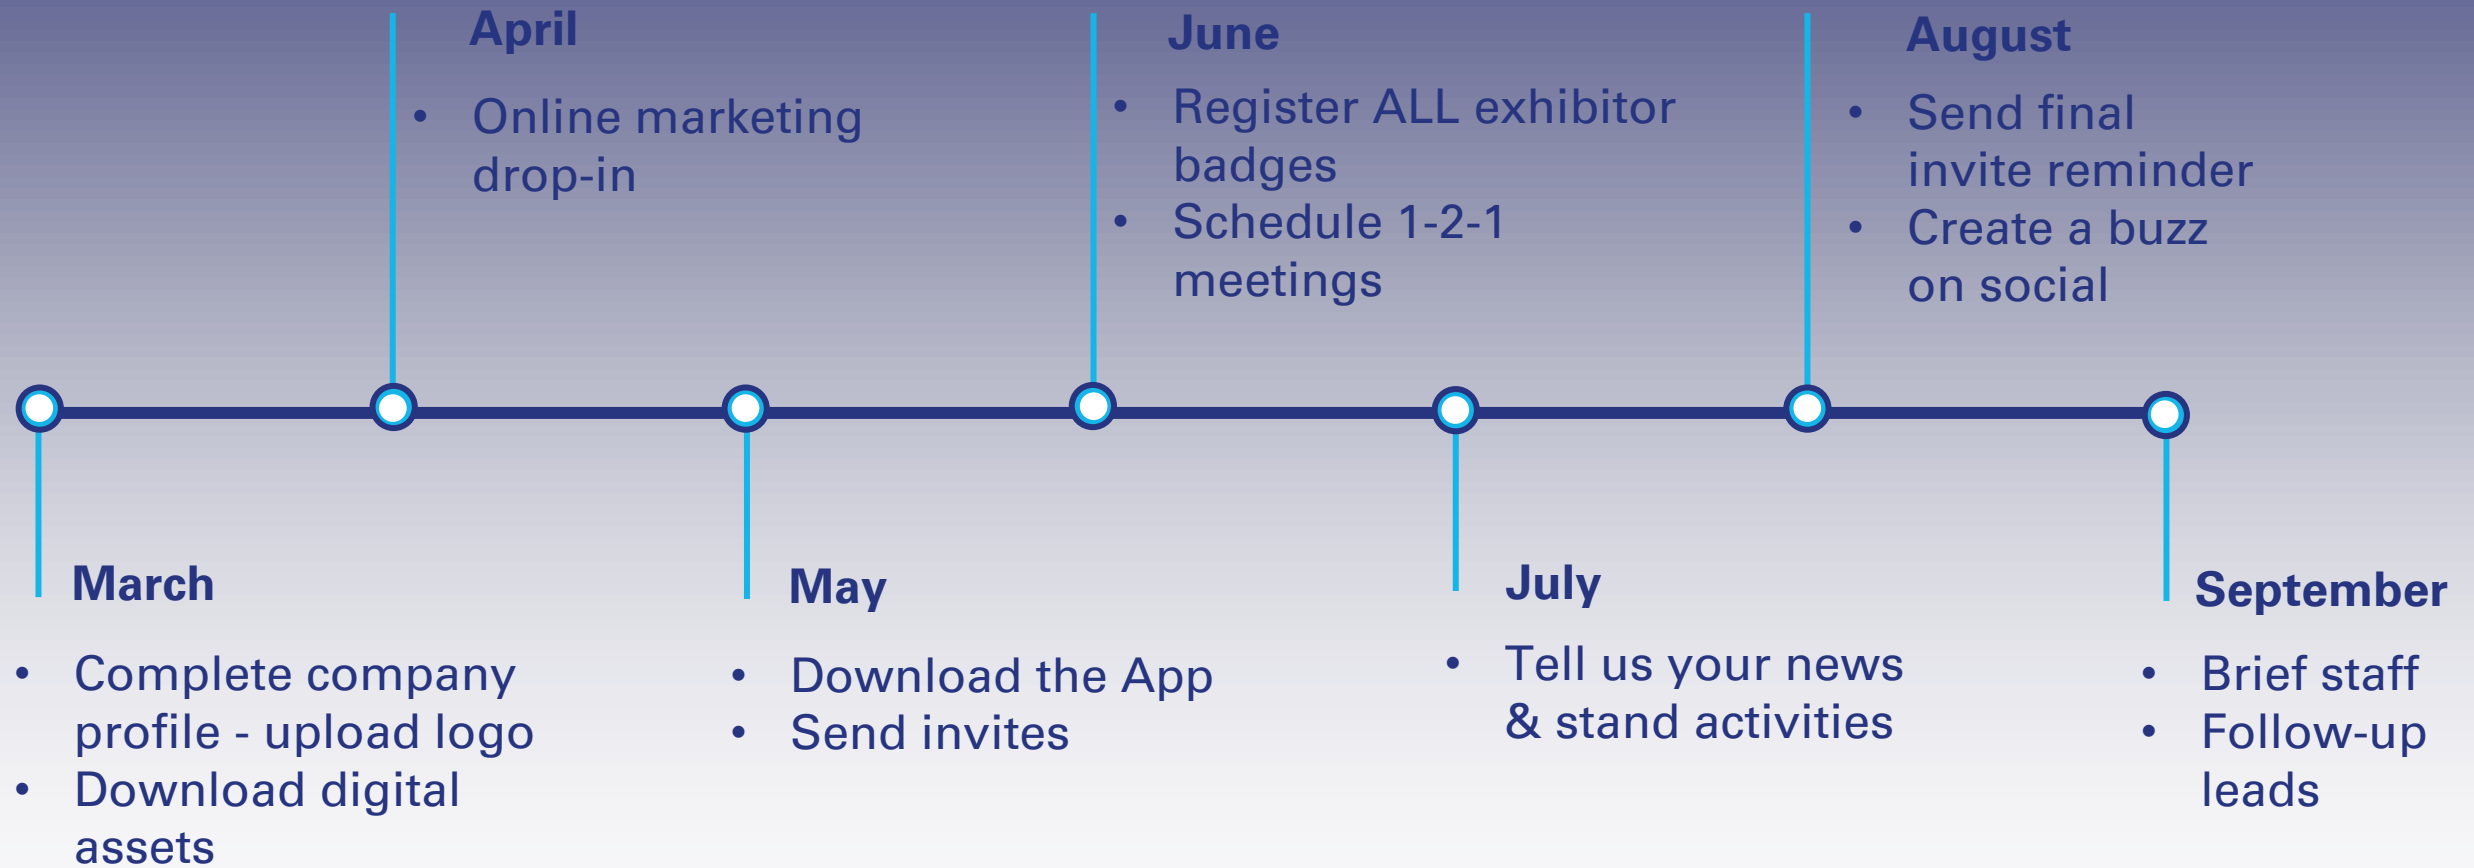 April
• Online marketing
drop-in
June
• Register ALL exhibitor
badges
• Schedule 1-2-1
meetings
August
• Send final
invite reminder
• Create a buzz
on social
March
• Complete company
profile - upload logo
• Download digital
assets
May
• Download the App
• Send invites
July
• Tell us your news
& stand activities
September
• Brief staff
• Follow-up
leads